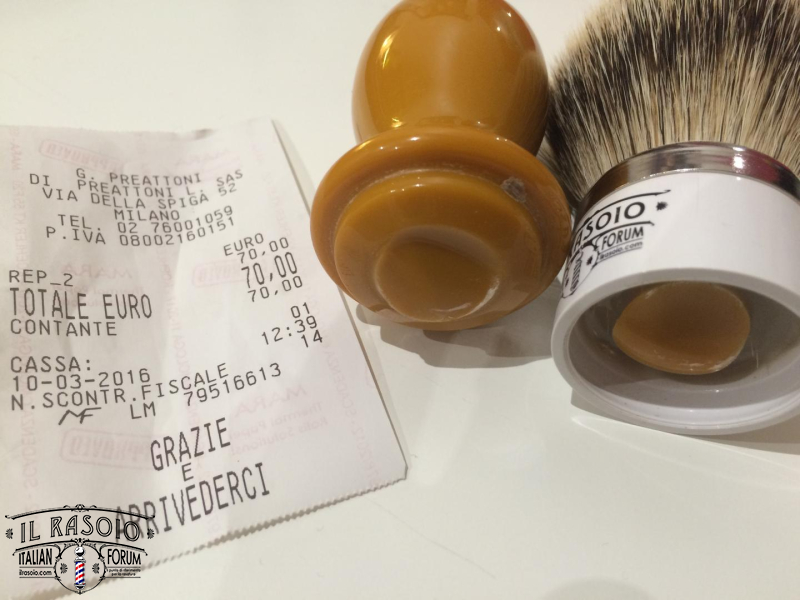 G. PREATTONI
DI PREATTONI L. SAS
VIA DELLA SPIGA 52
MILANO
TEL. 02 76001059
P.IVA 08002160151
EURO
REP_2 70,00
TOTALE EURO 70,00
CONTANTE 70,00
01
CASSA: 12:39
10-03-2016 14
N.SCONTR.FISCALE
MF LM 79516613
GRAZIE
E
ARRIVEDERCI
RASOIO
FORUM
IL RASOIO
ITALIAN FORUM
ilrasoio.com